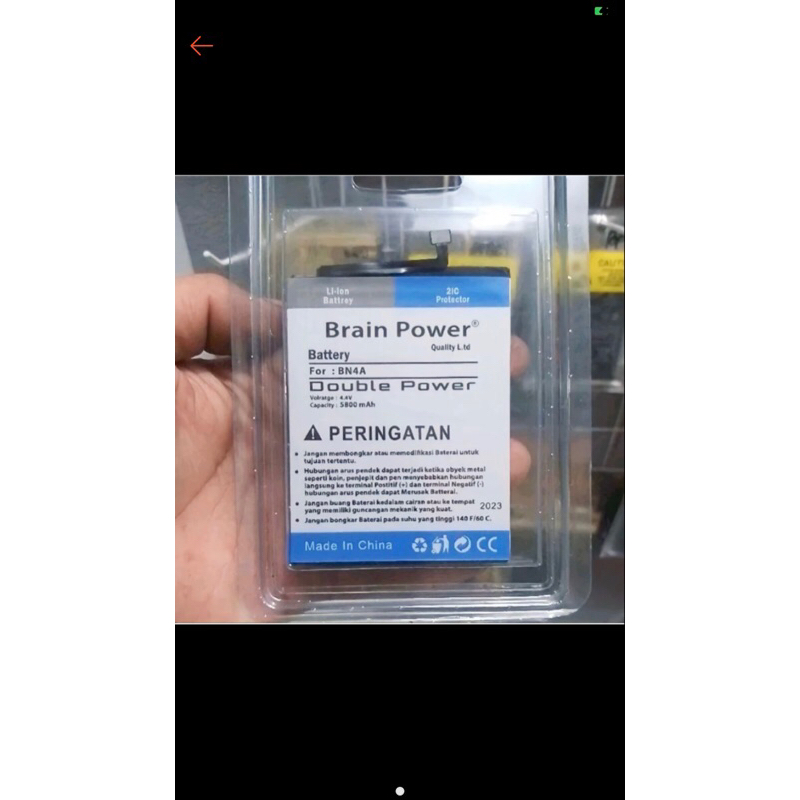 Li-Ion
Battrey
2IC
Protector
Brain Power®
Quality L.td
Battery
For : BN4A
Double Power
Voltarge : 4.4V
Capacity : 5800 mAh
PERINGATAN
• Jangan membongkar atau memodifikasi Baterai untuk
tujuan tertentu.
• Hubungan arus pendek dapat terjadi ketika obyek metal
seperti koin, penjepit dan pen menyebabkan hubungan
langsung ke terminal Postitif (+) dan terminal Negatif (-)
hubungan arus pendek dapat Merusak Betterai.
• Jangan buang Baterai kedalam cairan atau ke tempat
yang memiliki guncangan mekanik yang kuat.
2023
• Jangan bongkar Baterai pada suhu yang tinggi 140 F/60 C.
Made In China
CC